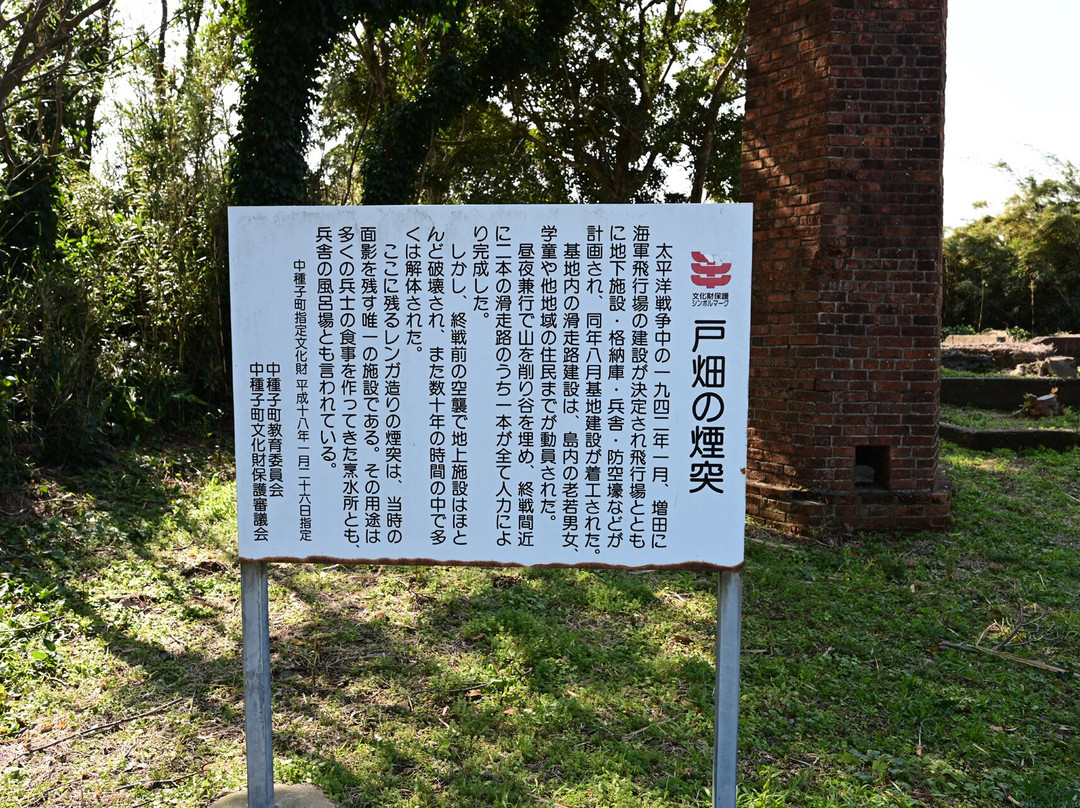 文化財保護
シンボルマーク
戸畑の煙突
太平洋戦争中の一九四二年一月、増田に
海軍飛行場の建設が決定され飛行場ととも
に地下施設・格納庫・兵舎・防空壕などが
計画され、同年八月基地建設が着工された。
基地内の滑走路建設は、島内の老若男女、
学童や他地域の住民までが動員された。
昼夜兼行で山を削り谷を埋め、終戦間近
に二本の滑走路のうち一本が全て人力によ
り完成した。
しかし、終戦前の空襲で地上施設はほと
んど破壊され、また数十年の時間の中で多
くは解体された。
ここに残るレンガ造りの煙突は、当時の
面影を残す唯一の施設である。その用途は
多くの兵士の食事を作ってきた烹水所とも、
兵舎の風呂場とも言われている。
中種子町指定文化財 平成十八年一月二十六日指定
中種子町教育委員会
中種子町文化財保護審議会